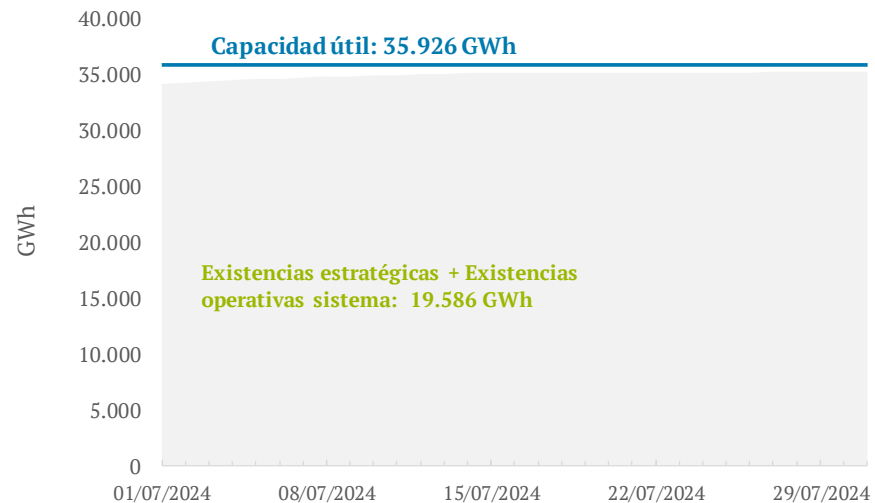 40.000
Capacidad útil: 35.926 GWh
35.000
30.000
25.000
GWh
20.000
Existencias estratégicas + Existencias
operativas sistema: 19.586 GWh
15.000
10.000
5.000
0
01/07/2024 08/07/2024 15/07/2024 22/07/2024 29/07/2024